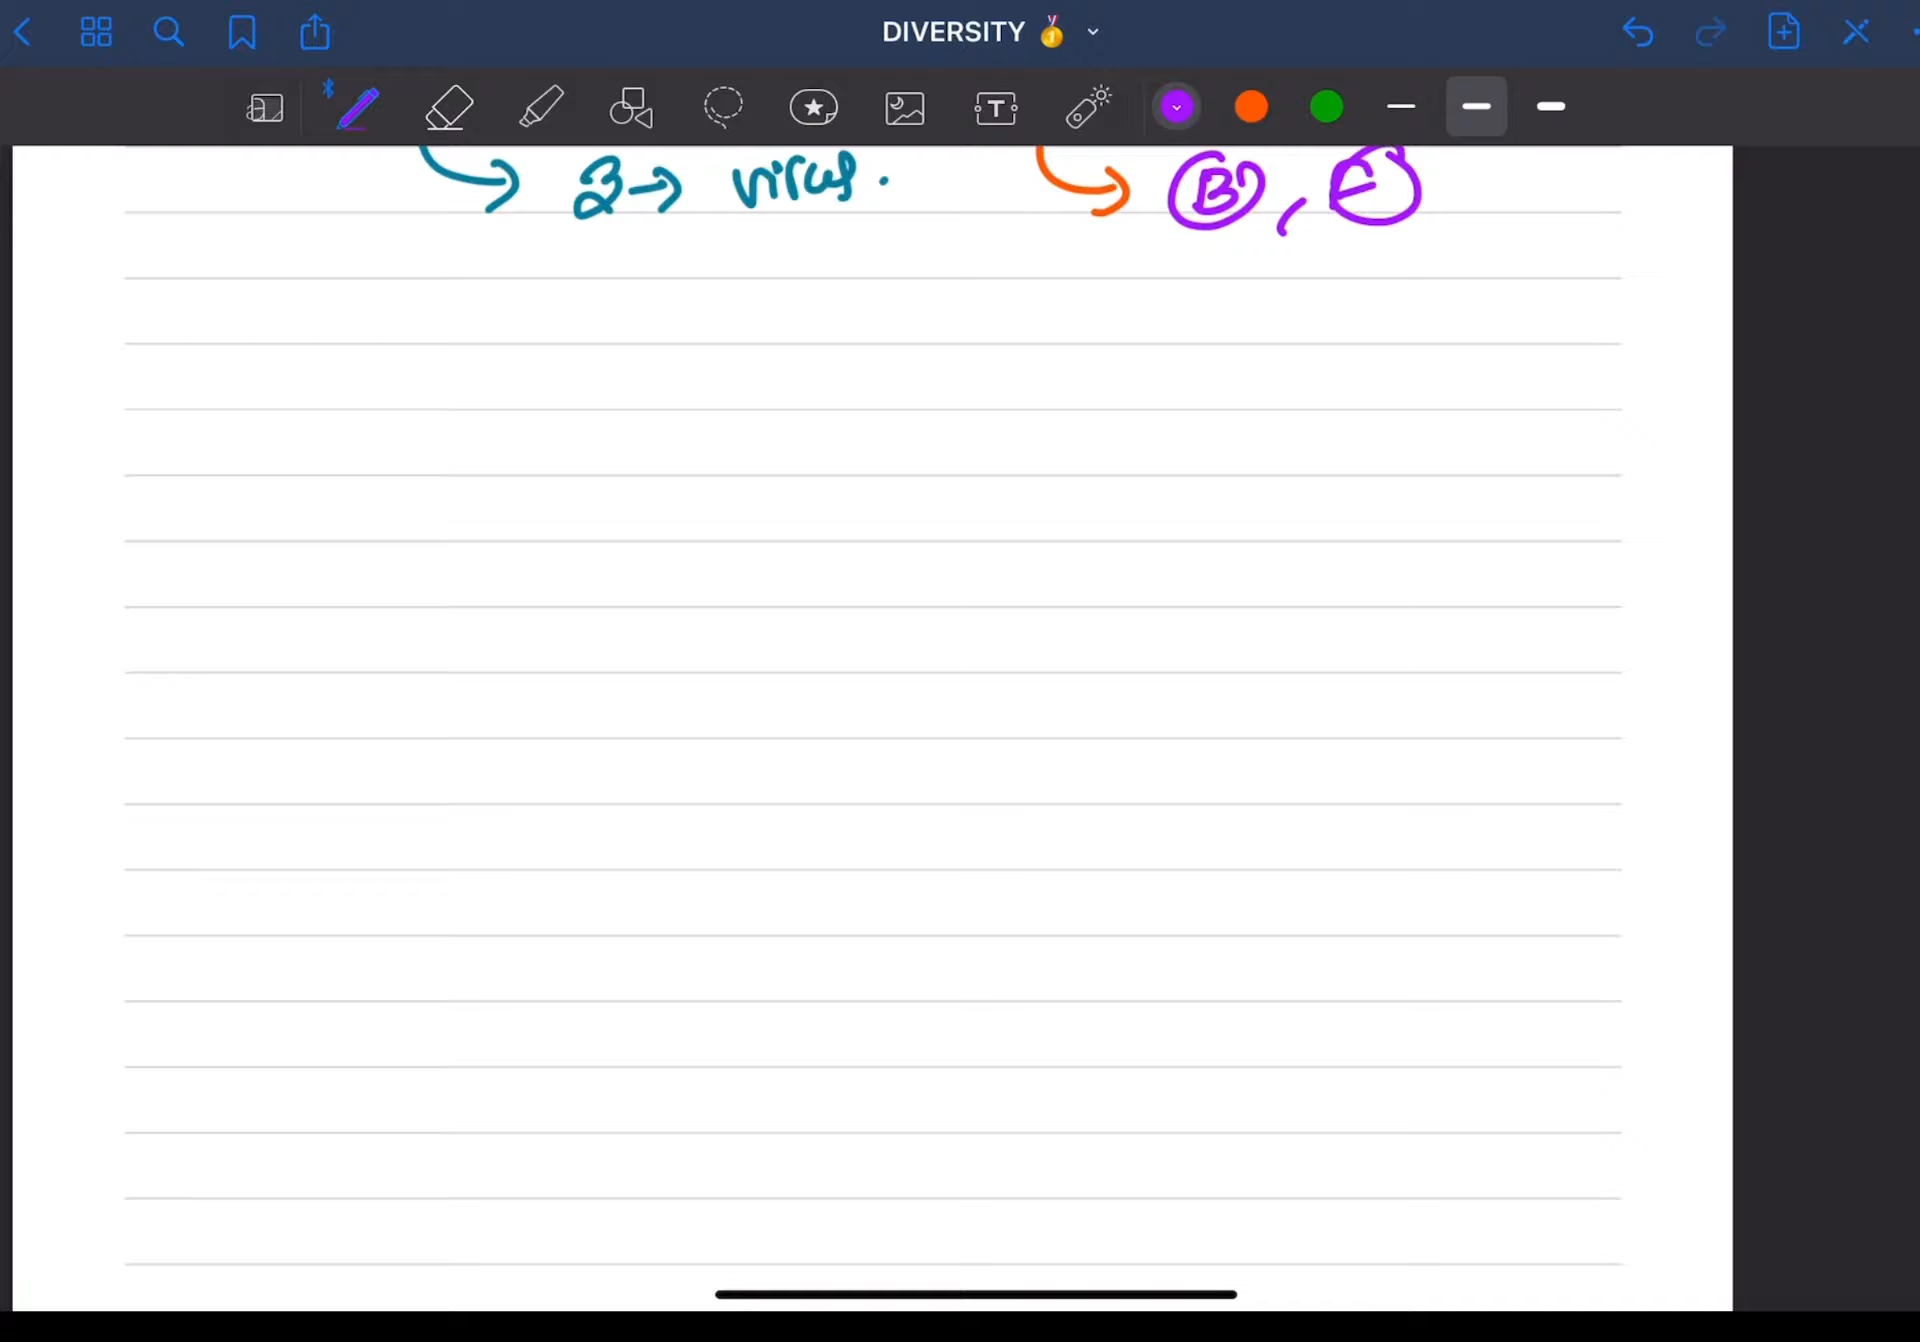 DIVERSITY 🏅
2 → virus. B, F